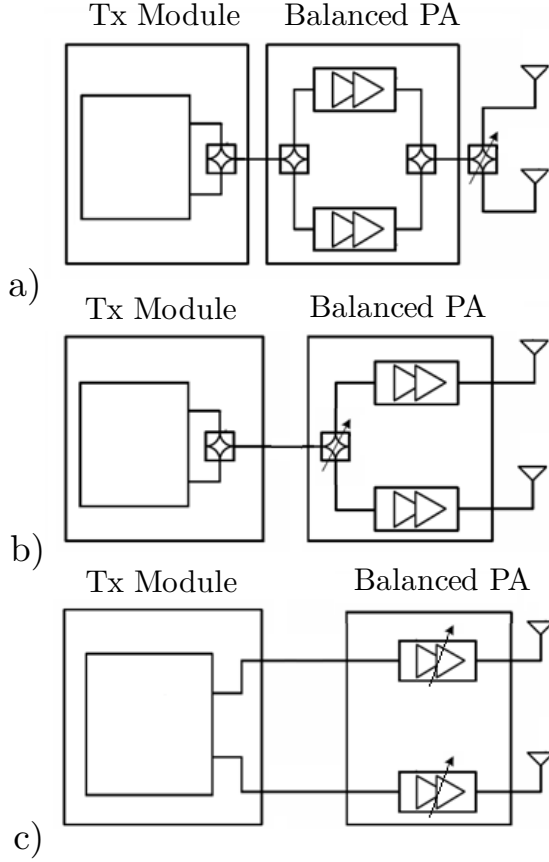 Tx Module Balanced PA
a)
Tx Module Balanced PA
b)
Tx Module Balanced PA
c)